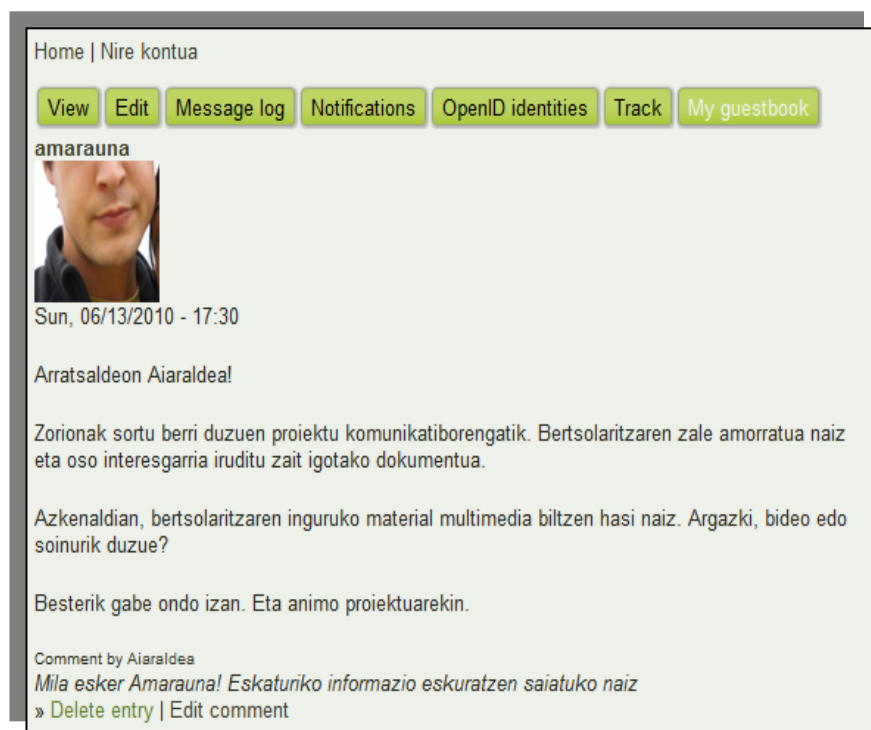 Home | Nire kontua
View Edit Message log Notifications OpenID identities Track My guestbook
amarauna
Sun, 06/13/2010 - 17:30
Arratsaldeon Aiaraldea!
Zorionak sortu berri duzuen proiektu komunikatiborengatik. Bertsolaritzaren zale amorratua naiz
eta oso interesgarria iruditu zait igotako dokumentua.
Azkenaldian, bertsolaritzaren inguruko material multimedia biltzen hasi naiz. Argazki, bideo edo
soinurik duzue?
Besterik gabe ondo izan. Eta animo proiektuarekin.
Comment by Aiaraldea
Mila esker Amarauna! Eskaturiko informazio eskuratzen saiatuko naiz
» Delete entry | Edit comment